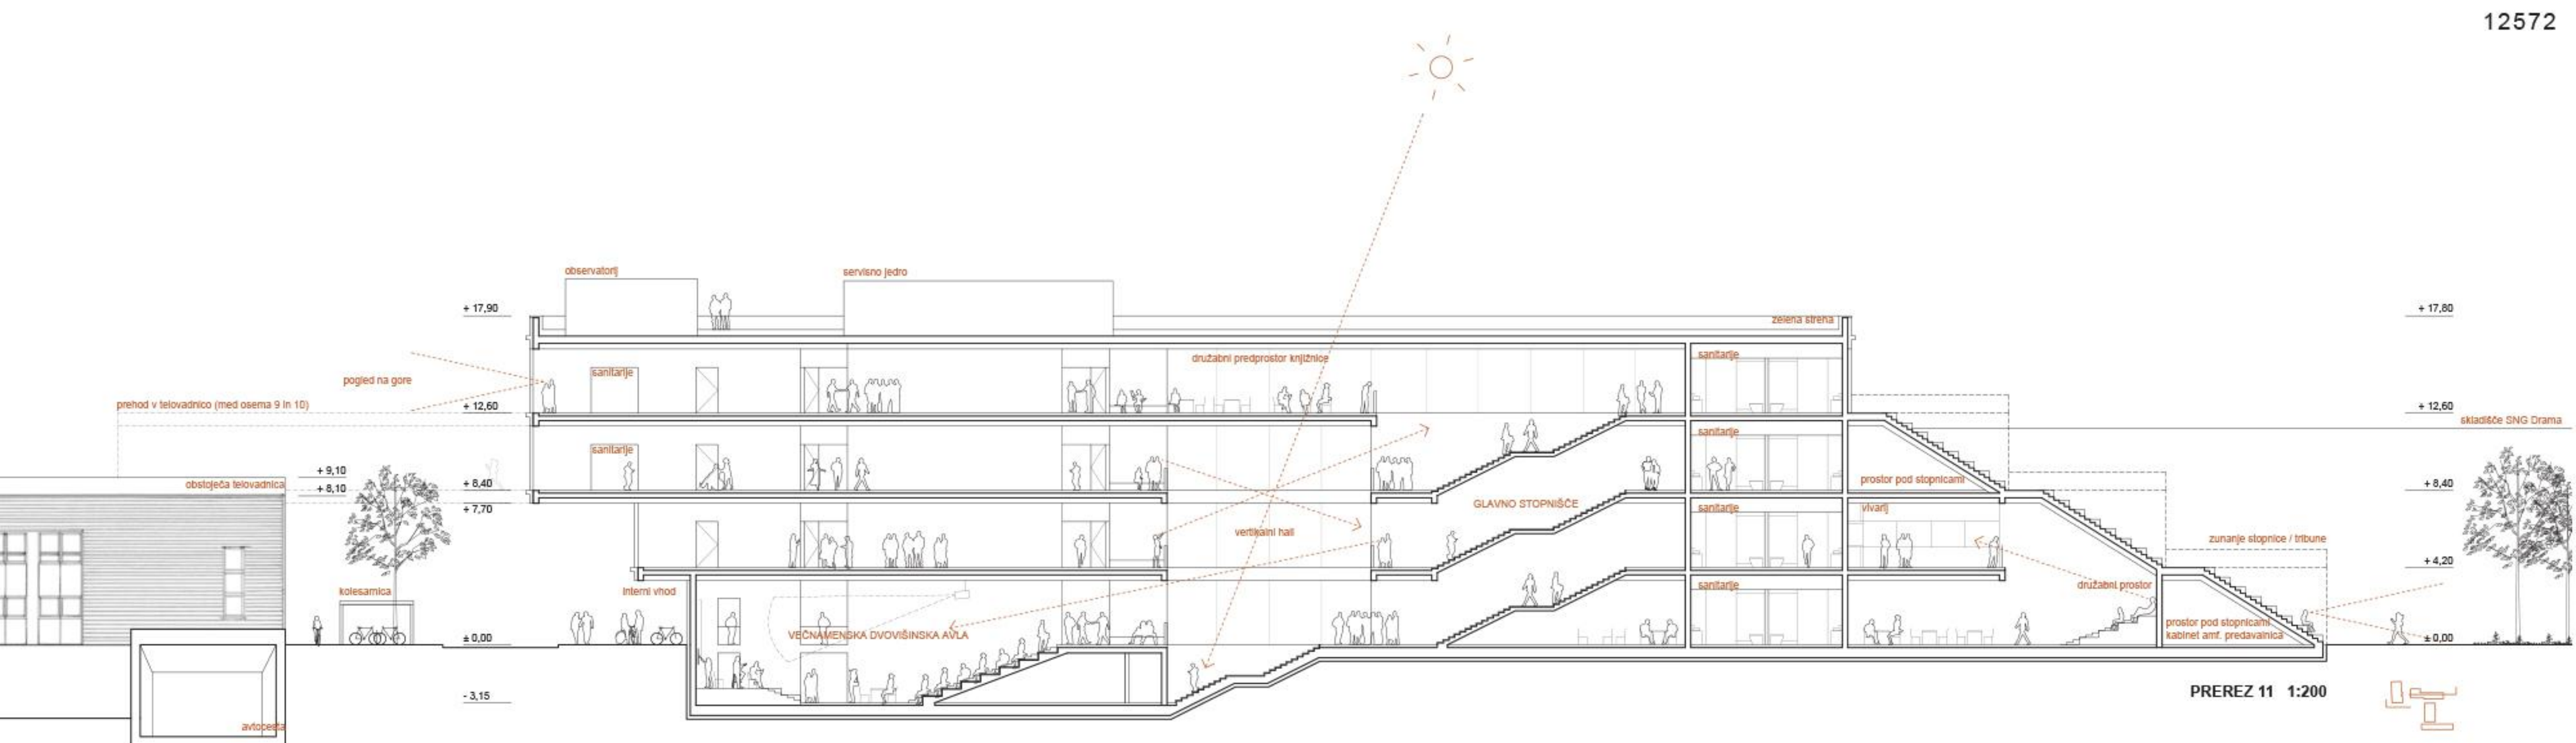 12572
observatorij
servisno jedro
+ 17,90
+ 17,80
zelena streha
družabni predprostor knjižnice
sanitarije
sanitarije
pogled na gore
prehod v telovadnico (med osema 9 in 10)
+ 12,60
+ 12,60
skladišče SNG Drama
sanitarije
sanitarije
+ 9,10
obstoječa telovadnica
+ 8,10
+ 8,40
prostor pod stopnicami
+ 8,40
+ 7,70
GLAVNO STOPNIŠČE
sanitarije
vivarij
vertikalni hall
zunanje stopnice / tribune
+ 4,20
kolesarnica
interni vhod
sanitarije
družabni prostor
VEČNAMENSKA DVOVIŠINSKA AVLA
prostor pod stopnicami
kabinet amf. predavalnica
± 0,00
± 0,00
- 3,15
avtocesta
PREREZ 11 1:200